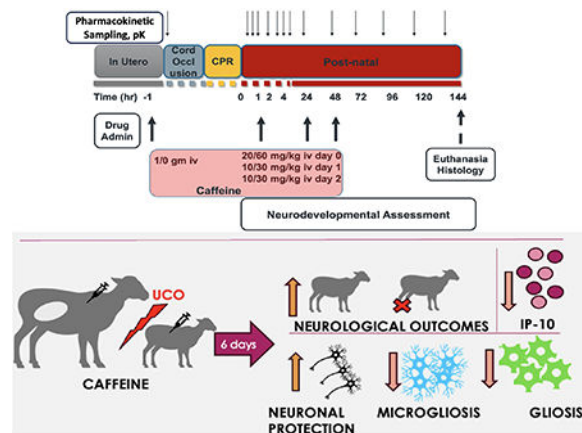 Pharmacokinetic
Sampling, pK
In Utero
Cord
Occl
usion
CPR
Post-natal
Time (hr) -1 0 1 2 4 24 48 72 96 120 144
Drug
Admin
1/0 gm iv
20/60 mg/kg iv day 0
10/30 mg/kg iv day 1
10/30 mg/kg iv day 2
Caffeine
Euthanasia
Histology
Neurodevelopmental Assessment
UCO
CAFFEINE
6 days
NEUROLOGICAL OUTCOMES
IP-10
NEURONAL
PROTECTION
MICROGLIOSIS
GLIOSIS